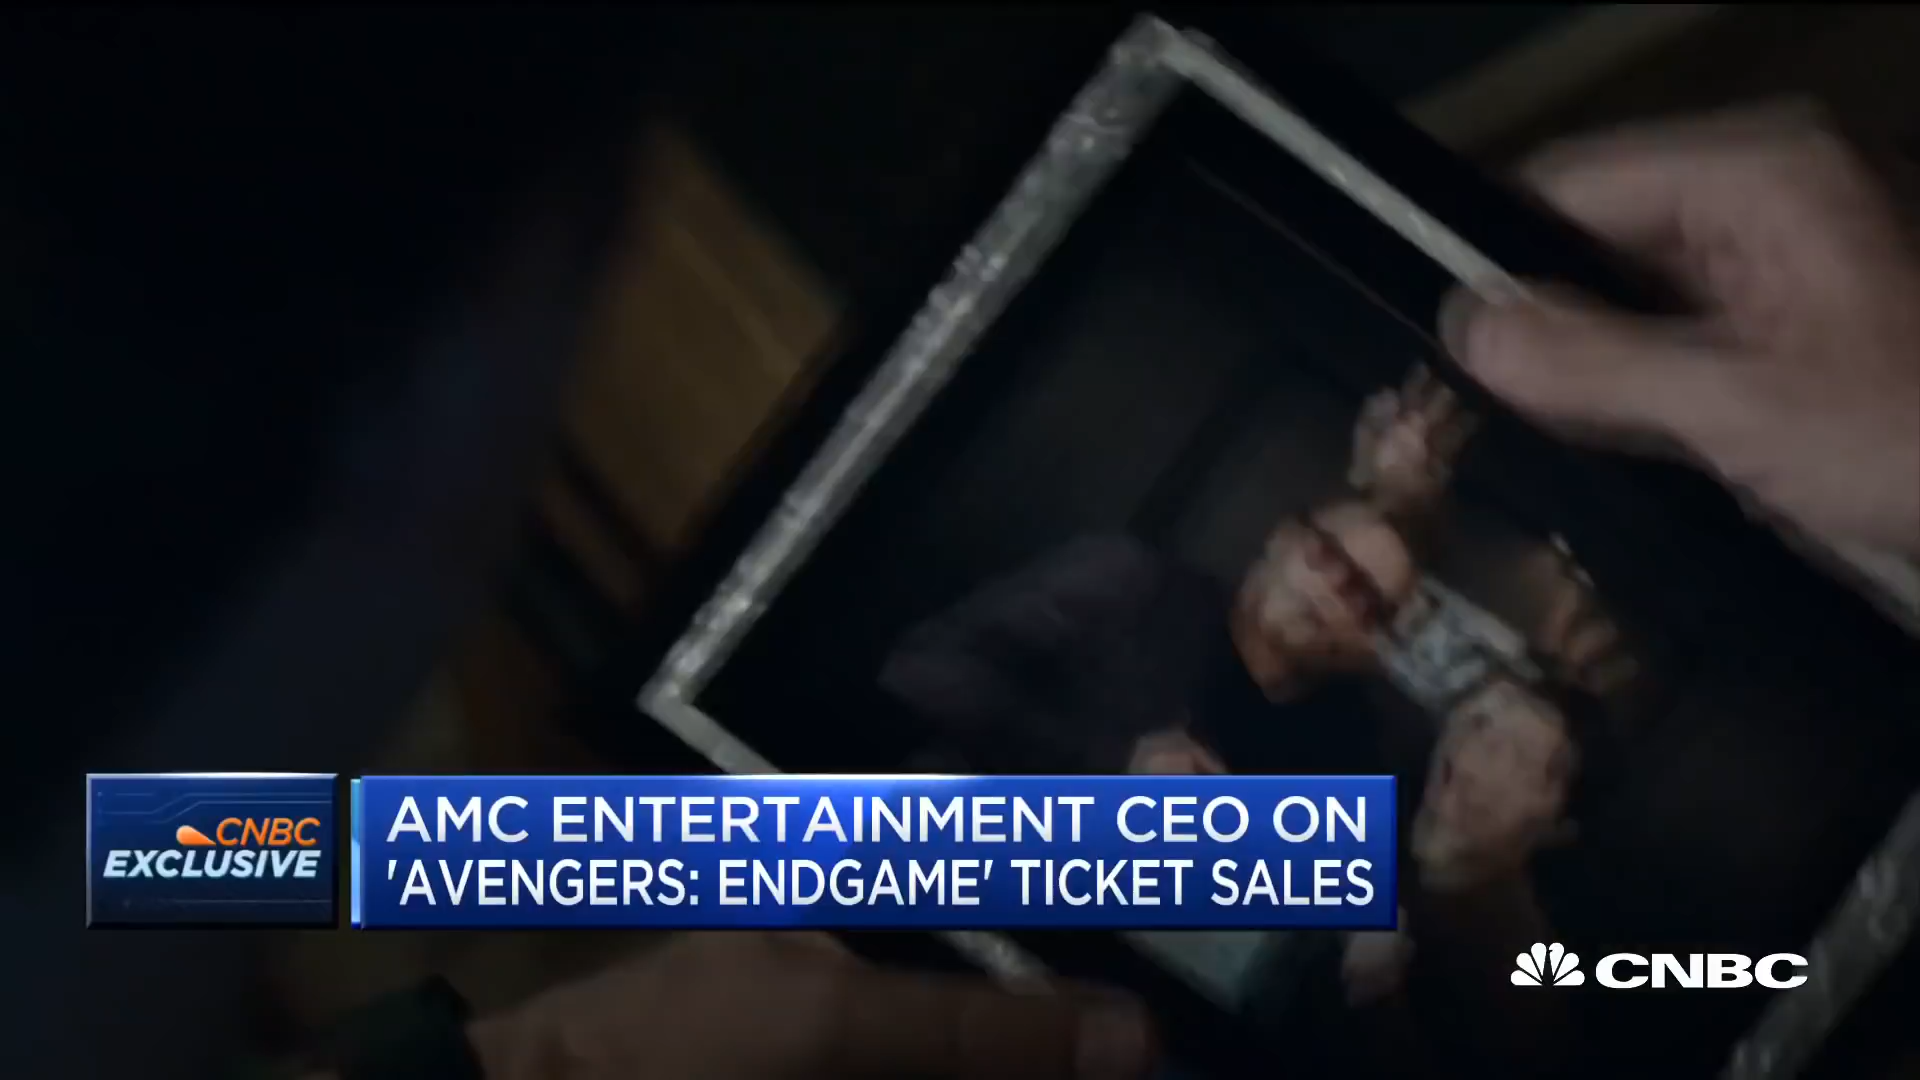 CNBC
EXCLUSIVE
AMC ENTERTAINMENT CEO ON
'AVENGERS: ENDGAME' TICKET SALES
CNBC